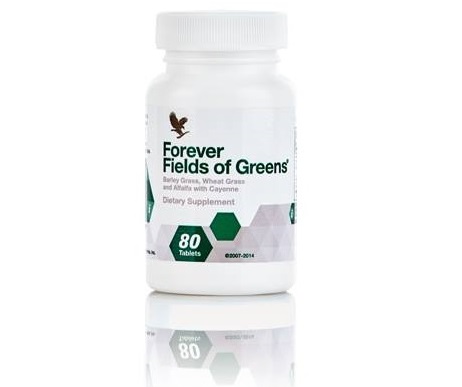 Forever
Fields of Greens®
Barley Grass, Wheat Grass
and Alfalfa with Cayenne
Dietary Supplement
80
Tablets
©2007-2014